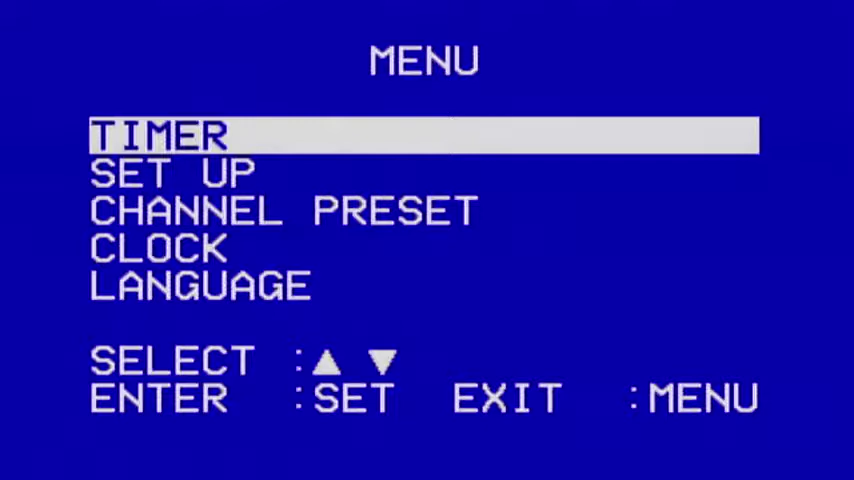 MENU
TIMER
SET UP
CHANNEL PRESET
CLOCK
LANGUAGE
SELECT :▲ ▼
ENTER :SET EXIT :MENU